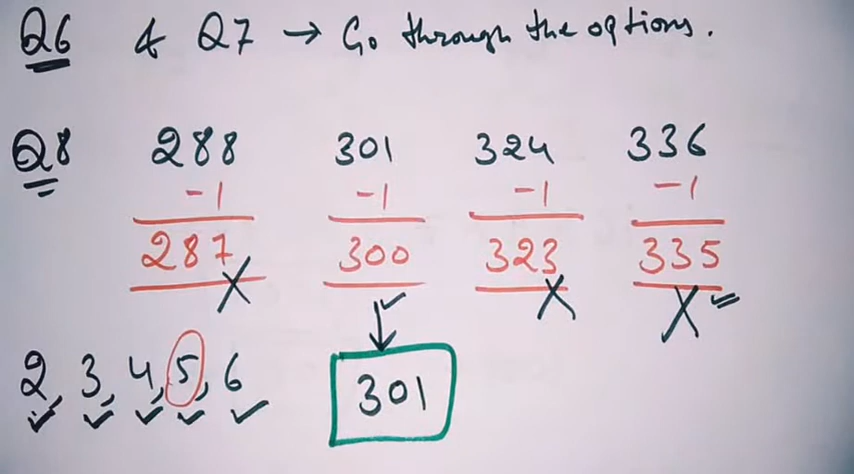 Q6 & Q7 → Go through the options.
Q8 288 301 324 336
-1 -1 -1 -1
287 300 323 335
2, 3, 4, 5, 6
301